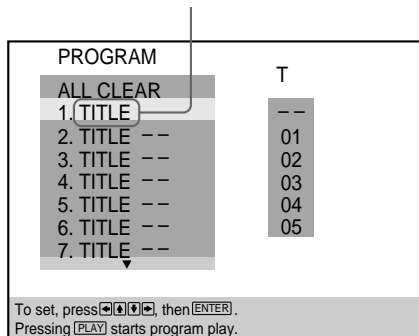 PROGRAM
T
ALL CLEAR
1. TITLE
– –
2. TITLE – –
01
3. TITLE – –
02
4. TITLE – –
03
5. TITLE – –
04
6. TITLE – –
05
7. TITLE – –
To set, press ←↑↓→, then ENTER.
Pressing PLAY starts program play.